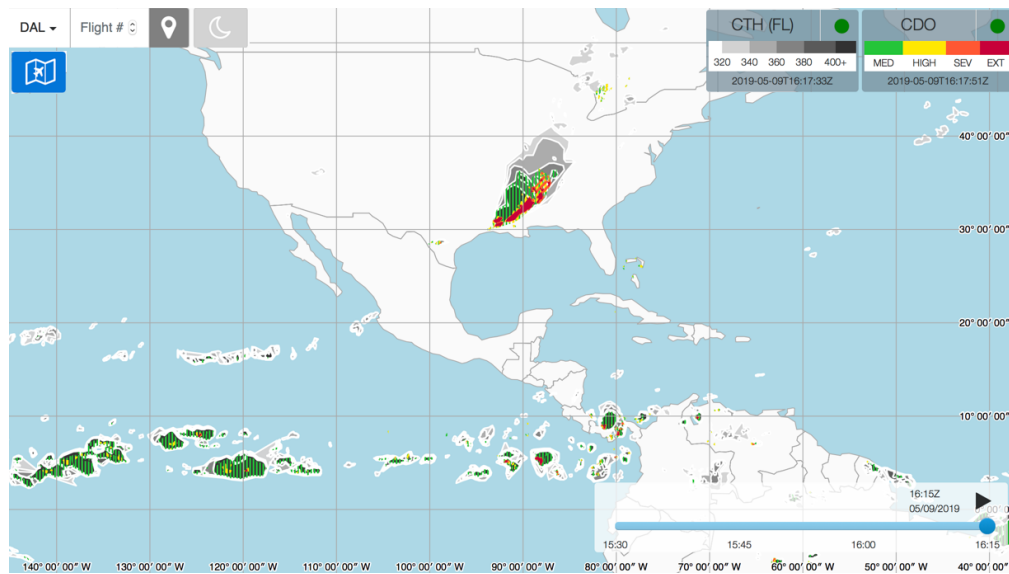 DAL
Flight #
CTH (FL)
320 340 360 380 400+
2019-05-09T16:17:33Z
CDO
MED HIGH SEV EXT
2019-05-09T16:17:51Z
40° 00' 00" N
30° 00' 00" N
20° 00' 00" N
10° 00' 00" N
16:15Z
05/09/2019
15:30 15:45 16:00 16:15
140° 00' 00" W 130° 00' 00" W 120° 00' 00" W 110° 00' 00" W 100° 00' 00" W 90° 00' 00" W 80° 00' 00" W 70° 00' 00" W 60° 00' 00" W 50° 00' 00" W 40° 00' 00" W